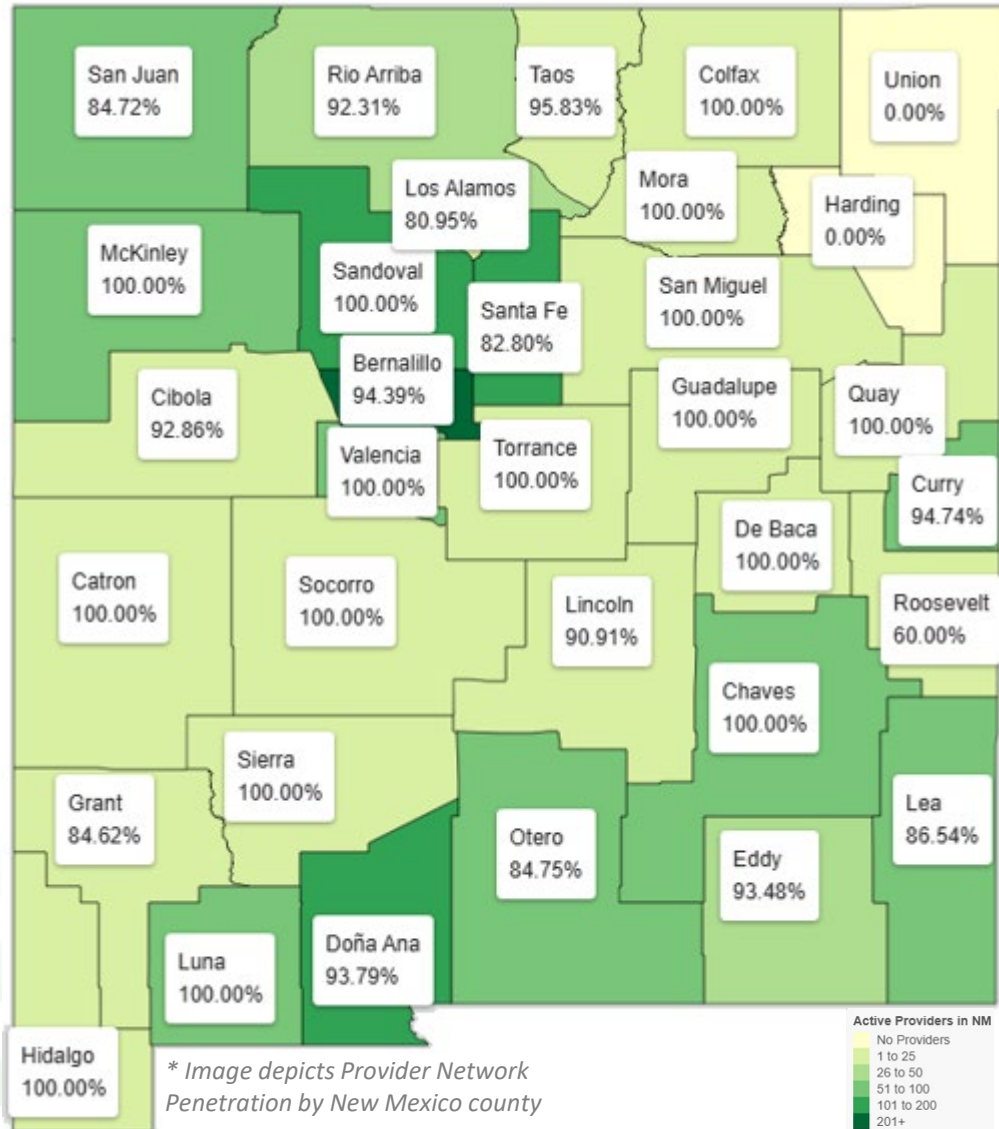 San Juan
84.72%
Rio Arriba
92.31%
Taos
95.83%
Colfax
100.00%
Union
0.00%
Los Alamos
80.95%
Mora
100.00%
Harding
0.00%
McKinley
100.00%
Sandoval
100.00%
Santa Fe
82.80%
San Miguel
100.00%
Bernalillo
94.39%
Cibola
92.86%
Guadalupe
100.00%
Quay
100.00%
Valencia
100.00%
Torrance
100.00%
Curry
94.74%
De Baca
100.00%
Catron
100.00%
Socorro
100.00%
Lincoln
90.91%
Roosevelt
60.00%
Chaves
100.00%
Sierra
100.00%
Grant
84.62%
Otero
84.75%
Lea
86.54%
Eddy
93.48%
Luna
100.00%
Doña Ana
93.79%
Hidalgo
100.00%
* Image depicts Provider Network
Penetration by New Mexico county
Active Providers in NM
No Providers
1 to 25
26 to 50
51 to 100
101 to 200
201+